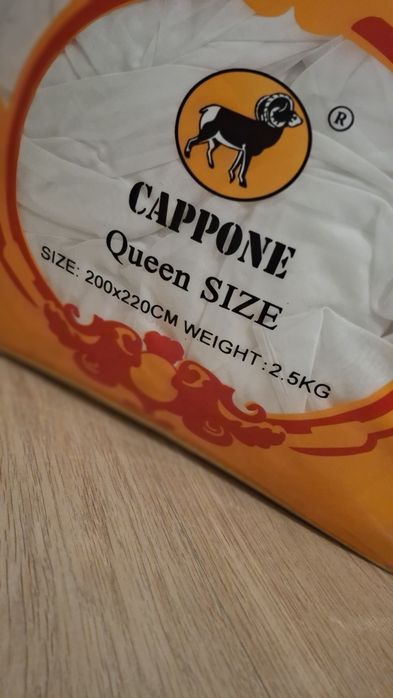 ®
CAPPONE
Queen SIZE
SIZE: 200x220CM WEIGHT:2.5KG